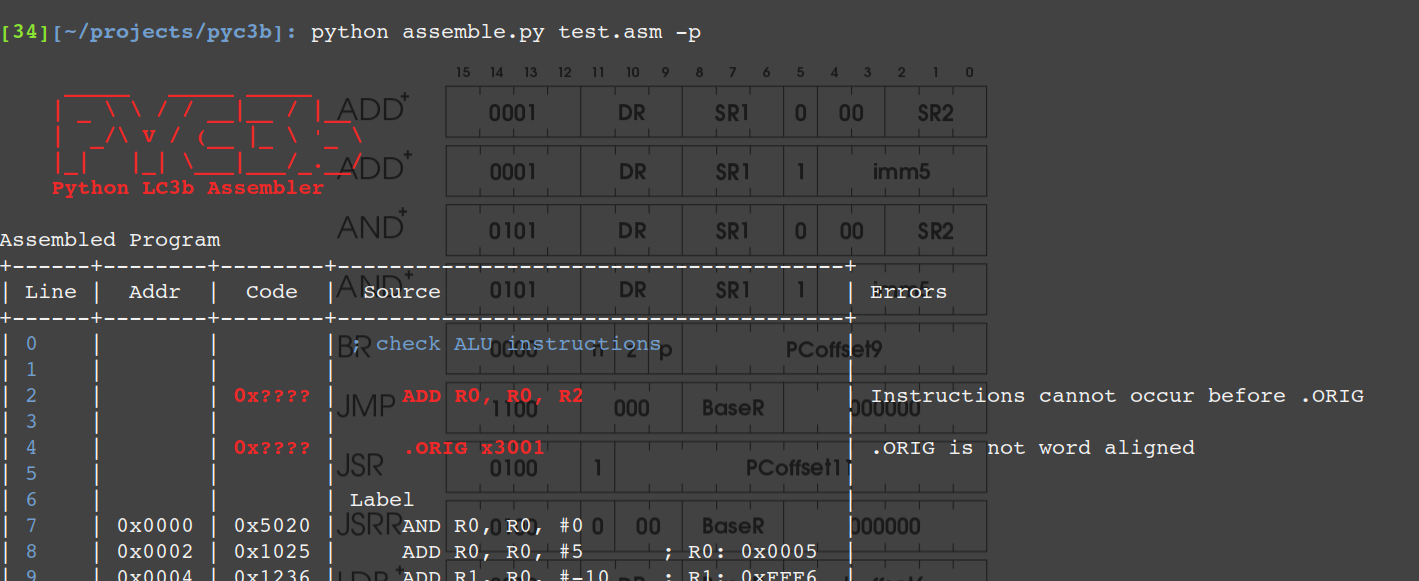 [34][~/projects/pyc3b]: python assemble.py test.asm -p
15 14 13 12 11 10 9 8 7 6 5 4 3 2 1 0
PYC3b
ADD+ 0001 DR SR1 0 00 SR2
ADD+ 0001 DR SR1 1 imm5
Python LC3b Assembler
AND+ 0101 DR SR1 0 00 SR2
Assembled Program
+------+--------+--------+---------------------------------------+
AND+ 0101 DR SR1 1 imm5
| Line | Addr | Code | Source | Errors
+------+--------+--------+---------------------------------------+
| 0 | | | ; check ALU instructions |
BR 0000 n z p PCoffset9
| 1 | | | |
| 2 | | 0x???? | ADD R0, R0, R2 | Instructions cannot occur before .ORIG
JMP 1100 000 BaseR 000000
| 3 | | | |
| 4 | | 0x???? | .ORIG x3001 | .ORIG is not word aligned
JSR 0100 1 PCoffset11
| 5 | | | |
| 6 | | | Label |
| 7 | 0x0000 | 0x5020 | AND R0, R0, #0 |
JSRR 0100 0 00 BaseR 000000
| 8 | 0x0002 | 0x1025 | ADD R0, R0, #5 ; R0: 0x0005 |
| 9 | 0x0004 | 0x1236 | ADD R1, R0, #-10 ; R1: 0xFFF6 |